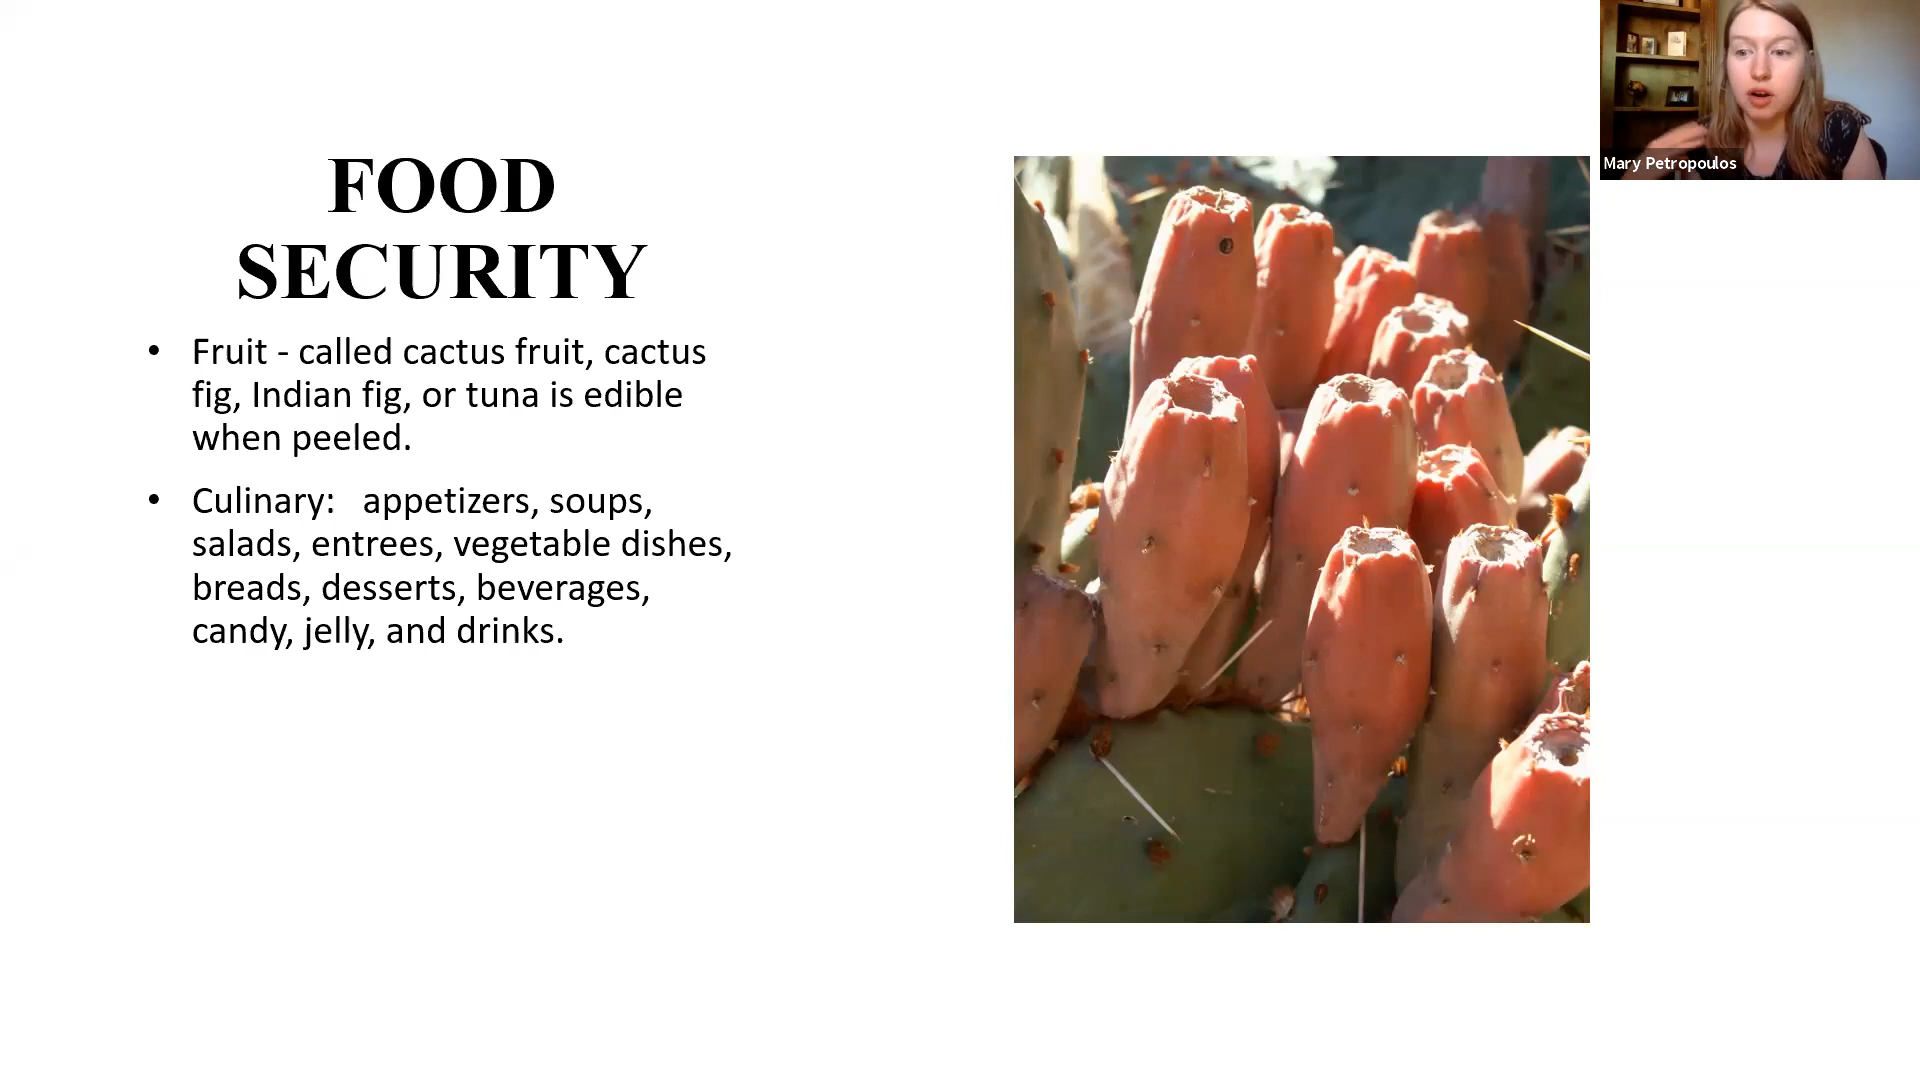 FOOD
SECURITY
• Fruit - called cactus fruit, cactus
fig, Indian fig, or tuna is edible
when peeled.
• Culinary:   appetizers, soups,
salads, entrees, vegetable dishes,
breads, desserts, beverages,
candy, jelly, and drinks.
Mary Petropoulos